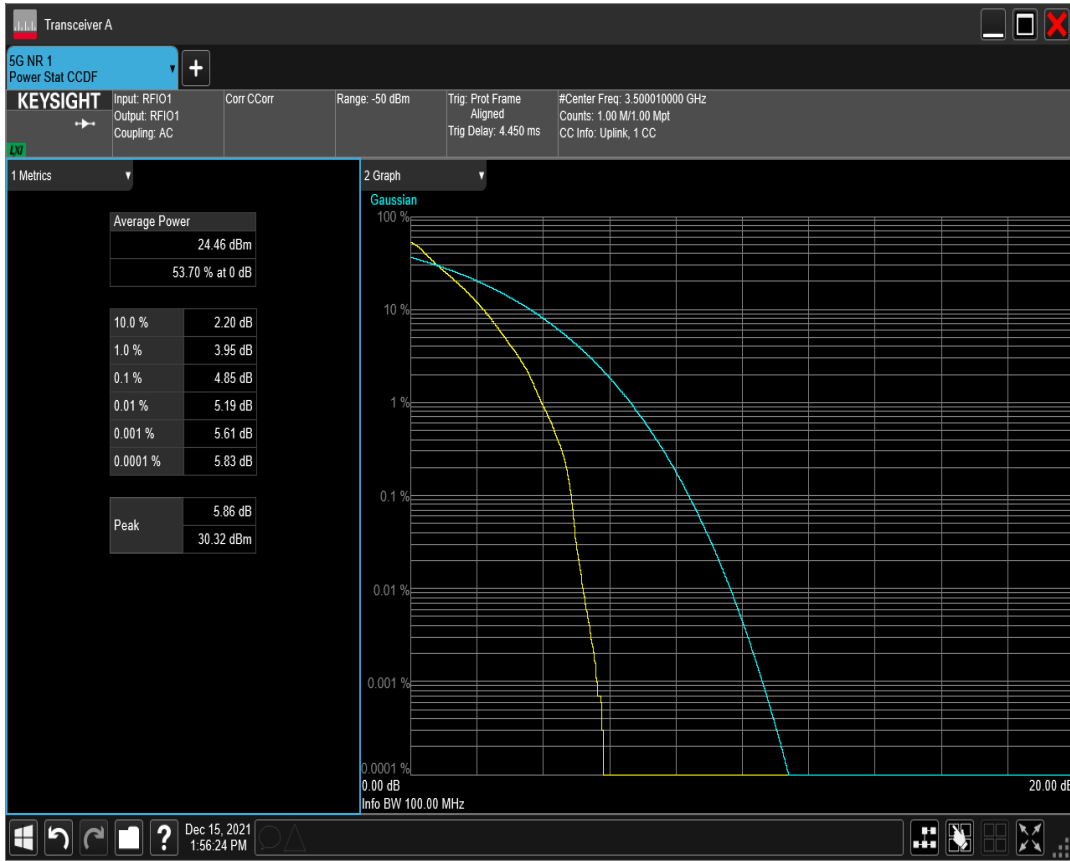 Transceiver A
5G NR 1
Power Stat CCDF
KEYSIGHT
LXI
Input: RFIO1
Output: RFIO1
Coupling: AC
Corr CCorr
Range: -50 dBm
Trig: Prot Frame
Aligned
Trig Delay: 4.450 ms
#Center Freq: 3.500010000 GHz
Counts: 1.00 M/1.00 Mpt
CC Info: Uplink, 1 CC
1 Metrics
Average Power
24.46 dBm
53.70 % at 0 dB
10.0 % 2.20 dB
1.0 % 3.95 dB
0.1 % 4.85 dB
0.01 % 5.19 dB
0.001 % 5.61 dB
0.0001 % 5.83 dB
Peak
5.86 dB
30.32 dBm
2 Graph
Gaussian
100 %
10 %
1 %
0.1 %
0.01 %
0.001 %
0.0001 %
0.00 dB 20.00 dB
Info BW 100.00 MHz
? Dec 15, 2021
1:56:24 PM